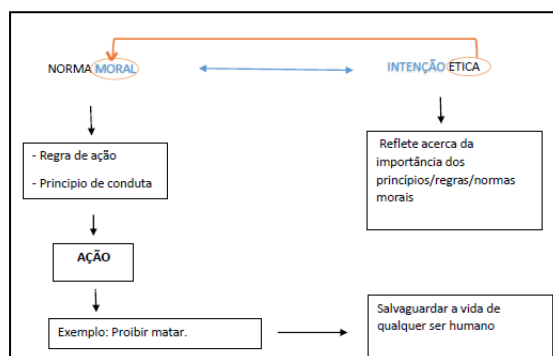 NORMA MORAL
INTENÇÃO ETICA
- Regra de ação
- Principio de conduta
Reflete acerca da
importância dos
princípios/regras/normas
morais
AÇÃO
Exemplo: Proibir matar.
Salvaguardar a vida de
qualquer ser humano